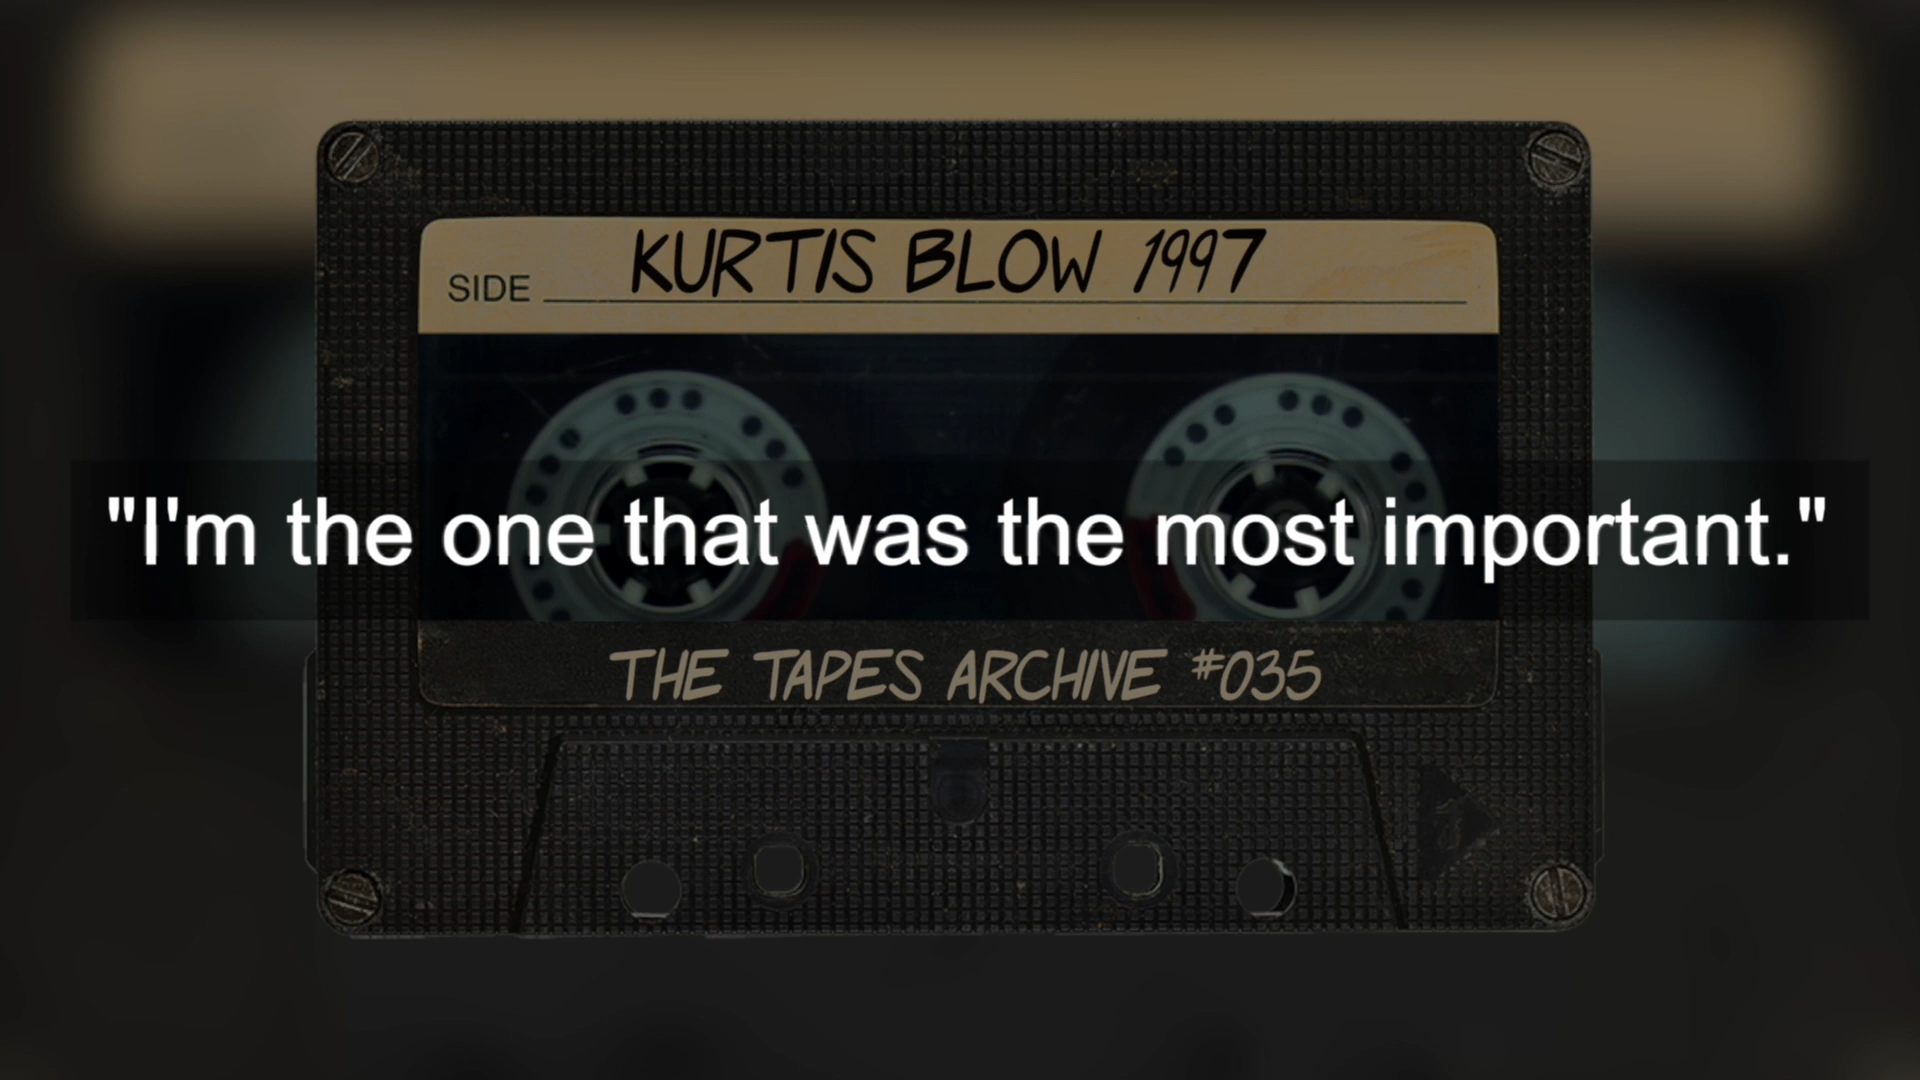 KURTIS BLOW 1997
SIDE
"I'm the one that was the most important."
THE TAPES ARCHIVE #035